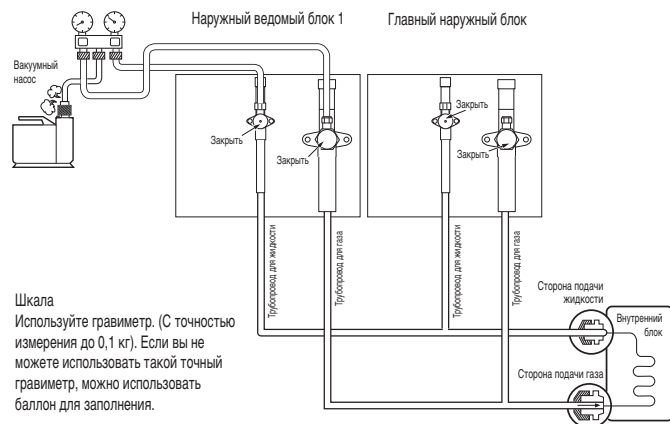 Наружный ведомый блок 1
Главный наружный блок
Вакуумный
насос
Закрыть
Закрыть
Закрыть
Закрыть
Трубопровод для жидкости
Трубопровод для газа
Трубопровод для жидкости
Трубопровод для газа
Шкала
Используйте гравиметр. (С точностью
измерения до 0,1 кг). Если вы не
можете использовать такой точный
гравиметр, можно использовать
баллон для заполнения.
Сторона подачи
жидкости
Внутренний
блок
Сторона подачи газа